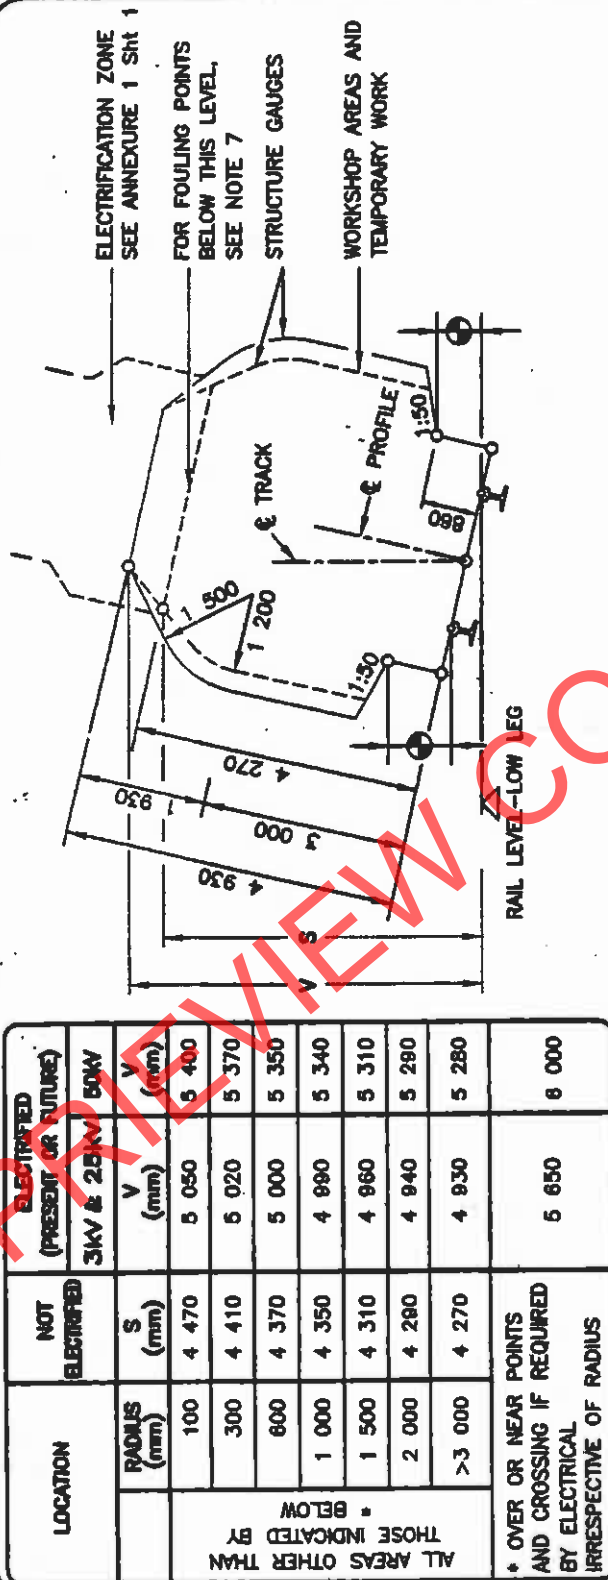 ELECTRIFICATION ZONE
SEE ANNEXURE 1 Sht 1
FOR FOULING POINTS
BELOW THIS LEVEL,
SEE NOTE 7
STRUCTURE GAUGES
WORKSHOP AREAS AND
TEMPORARY WORK
℄ TRACK
℄ PROFILE
1 500
1 200
1:50
1:50
860
4 930
1 930
3 000
4 270
S
V
RAIL LEVEL-LOW LEG
LOCATION
NOT
ELECTRIFIED
ELECTRIFIED
(PRESENT OR FUTURE)
3kV & 25kV
50kV
RADIUS
(mm)
S
(mm)
V
(mm)
V
(mm)
ALL AREAS OTHER THAN
THOSE INDICATED BY
* BELOW
100 4 470 5 050 5 400
300 4 410 5 020 5 370
600 4 370 5 000 5 350
1 000 4 350 4 990 5 340
1 500 4 310 4 960 5 310
2 000 4 290 4 940 5 290
>3 000 4 270 4 930 5 280
* OVER OR NEAR POINTS
AND CROSSING IF REQUIRED
BY ELECTRICAL
IRRESPECTIVE OF RADIUS
5 650
6 000
PRIEVIEW CO